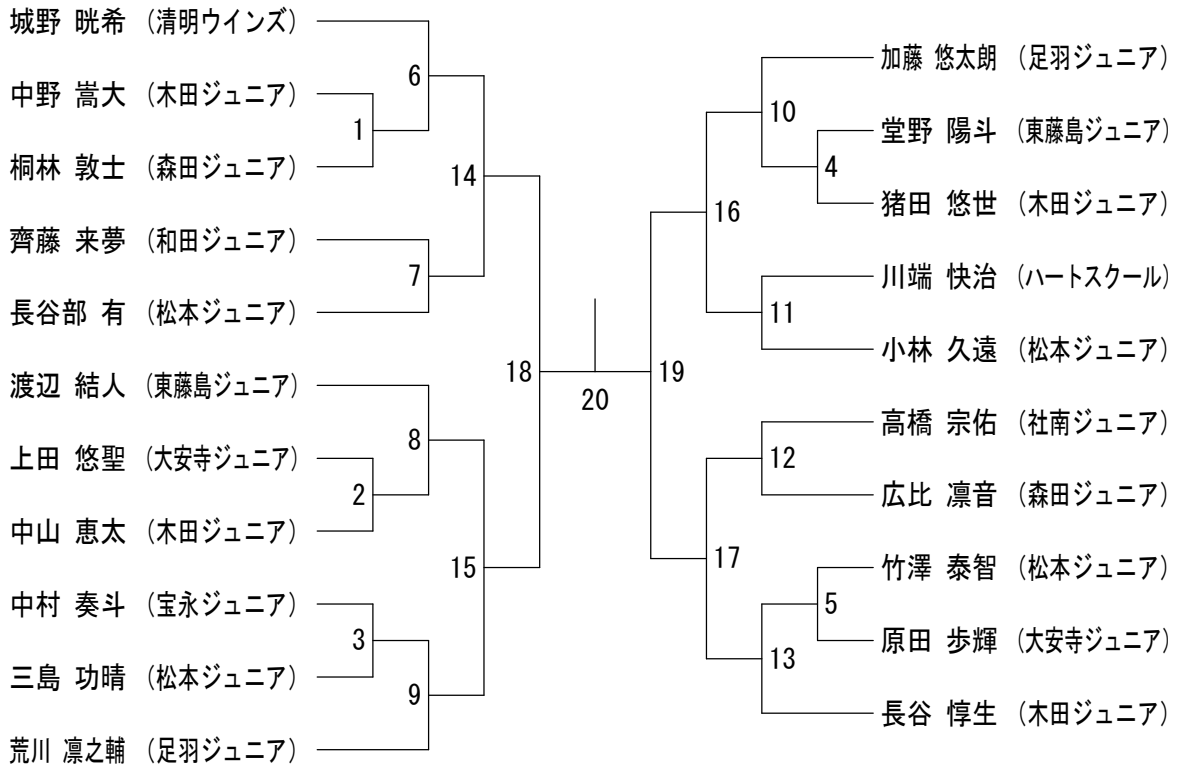 城野 晄希 (清明ウインズ)
中野 嵩大 (木田ジュニア)
桐林 敦士 (森田ジュニア)
齊藤 来夢 (和田ジュニア)
長谷部 有 (松本ジュニア)
渡辺 結人 (東藤島ジュニア)
上田 悠聖 (大安寺ジュニア)
中山 恵太 (木田ジュニア)
中村 奏斗 (宝永ジュニア)
三島 功晴 (松本ジュニア)
荒川 凛之輔 (足羽ジュニア)
6
1
14
7
18
8
2
15
3
9
20
19
16
10
4
11
17
12
5
13
加藤 悠太朗 (足羽ジュニア)
堂野 陽斗 (東藤島ジュニア)
猪田 悠世 (木田ジュニア)
川端 快治 (ハートスクール)
小林 久遠 (松本ジュニア)
高橋 宗佑 (社南ジュニア)
広比 凛音 (森田ジュニア)
竹澤 泰智 (松本ジュニア)
原田 歩輝 (大安寺ジュニア)
長谷 惇生 (木田ジュニア)